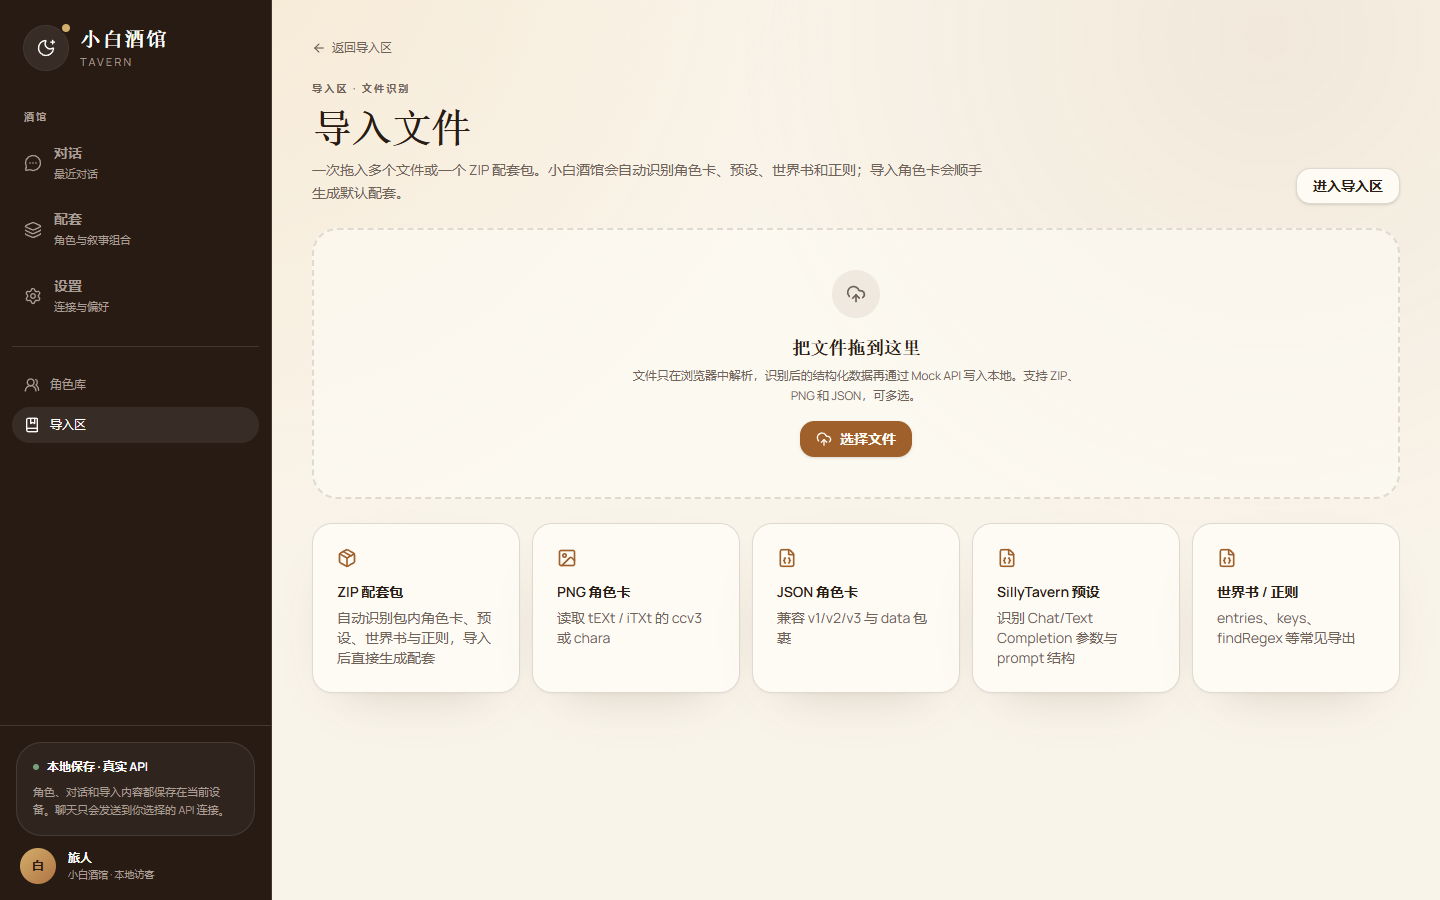 小白酒馆
TAVERN
酒馆
对话
最近对话
配套
角色与叙事组合
设置
连接与偏好
角色库
导入区
本地保存 · 真实 API
角色、对话和导入内容都保存在当前设
备。聊天只会发送到你选择的 API 连接。
白
旅人
小白酒馆 · 本地访客
返回导入区
导入区 · 文件识别
导入文件
一次拖入多个文件或一个 ZIP 配套包。小白酒馆会自动识别角色卡、预设、世界书和正则；导入角色卡会顺手
生成默认配套。
进入导入区
把文件拖到这里
文件只在浏览器中解析，识别后的结构化数据再通过 Mock API 写入本地。支持 ZIP、
PNG 和 JSON，可多选。
选择文件
ZIP 配套包
自动识别包内角色卡、预
设、世界书与正则，导入
后直接生成配套
PNG 角色卡
读取 tEXt / iTXt 的 ccv3
或 chara
JSON 角色卡
兼容 v1/v2/v3 与 data 包
裹
SillyTavern 预设
识别 Chat/Text
Completion 参数与
prompt 结构
世界书 / 正则
entries、keys、
findRegex 等常见导出